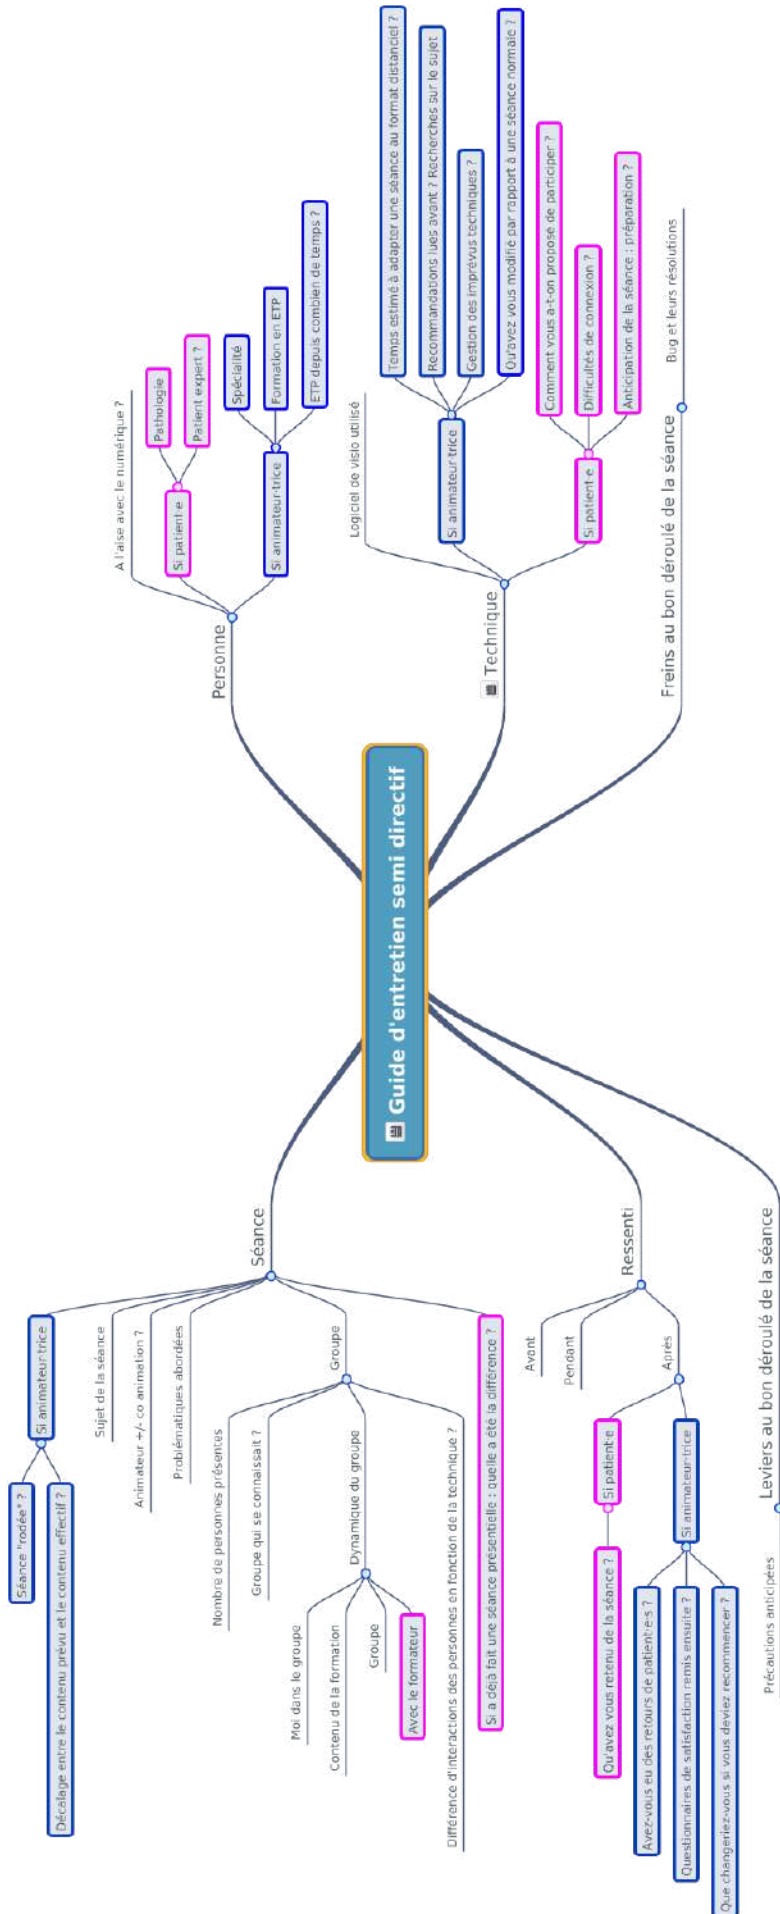 Guide d'entretien semi directif
Personne
A l'aise avec le numérique ?
Si patient·e
Pathologie
Patient expert ?
Si animateur·trice
Spécialité
Formation en ETP
ETP depuis combien de temps ?
Technique
Logiciel de visio utilisé
Si animateur·trice
Temps estimé à adapter une séance au format distanciel ?
Recommandations lues avant ? Recherches sur le sujet
Gestion des imprévus techniques ?
Qu'avez vous modifié par rapport à une séance normale ?
Si patient·e
Comment vous a-t-on proposé de participer ?
Difficultés de connexion ?
Anticipation de la séance : préparation ?
Freins au bon déroulé de la séance
Bug et leurs résolutions
Séance
Si animateur·trice
Séance "rodée" ?
Décalage entre le contenu prévu et le contenu effectif ?
Sujet de la séance
Animateur +/- co animation ?
Problématiques abordées
Groupe
Nombre de personnes présentes
Groupe qui se connaissait ?
Dynamique du groupe
Moi dans le groupe
Contenu de la formation
Groupe
Avec le formateur
Différence d'interactions des personnes en fonction de la technique ?
Si a déjà fait une séance présentielle : quelle a été la différence ?
Ressenti
Avant
Pendant
Après
Si patient·e
Qu'avez vous retenu de la séance ?
Si animateur·trice
Avez-vous eu des retours de patient·e·s ?
Questionnaires de satisfaction remis ensuite ?
Que changeriez-vous si vous deviez recommencer ?
Leviers au bon déroulé de la séance
Précautions anticipées